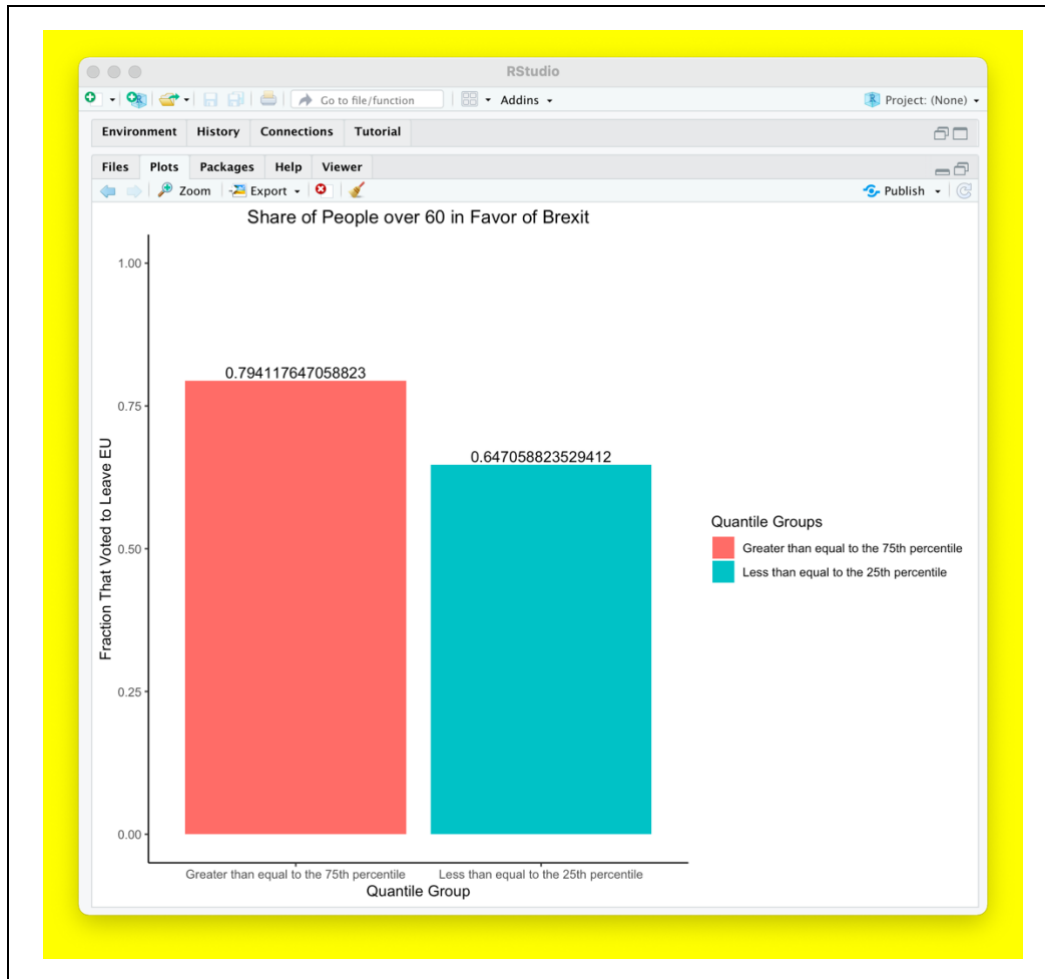 RStudio
Go to file/function Addins Project: (None)
Environment History Connections Tutorial
Files Plots Packages Help Viewer
Zoom Export Publish
Share of People over 60 in Favor of Brexit
1.00
0.794117647058823
0.75
0.647058823529412
Fraction That Voted to Leave EU
Quantile Groups
0.50
Greater than equal to the 75th percentile
Less than equal to the 25th percentile
0.25
0.00
Greater than equal to the 75th percentile Less than equal to the 25th percentile
Quantile Group